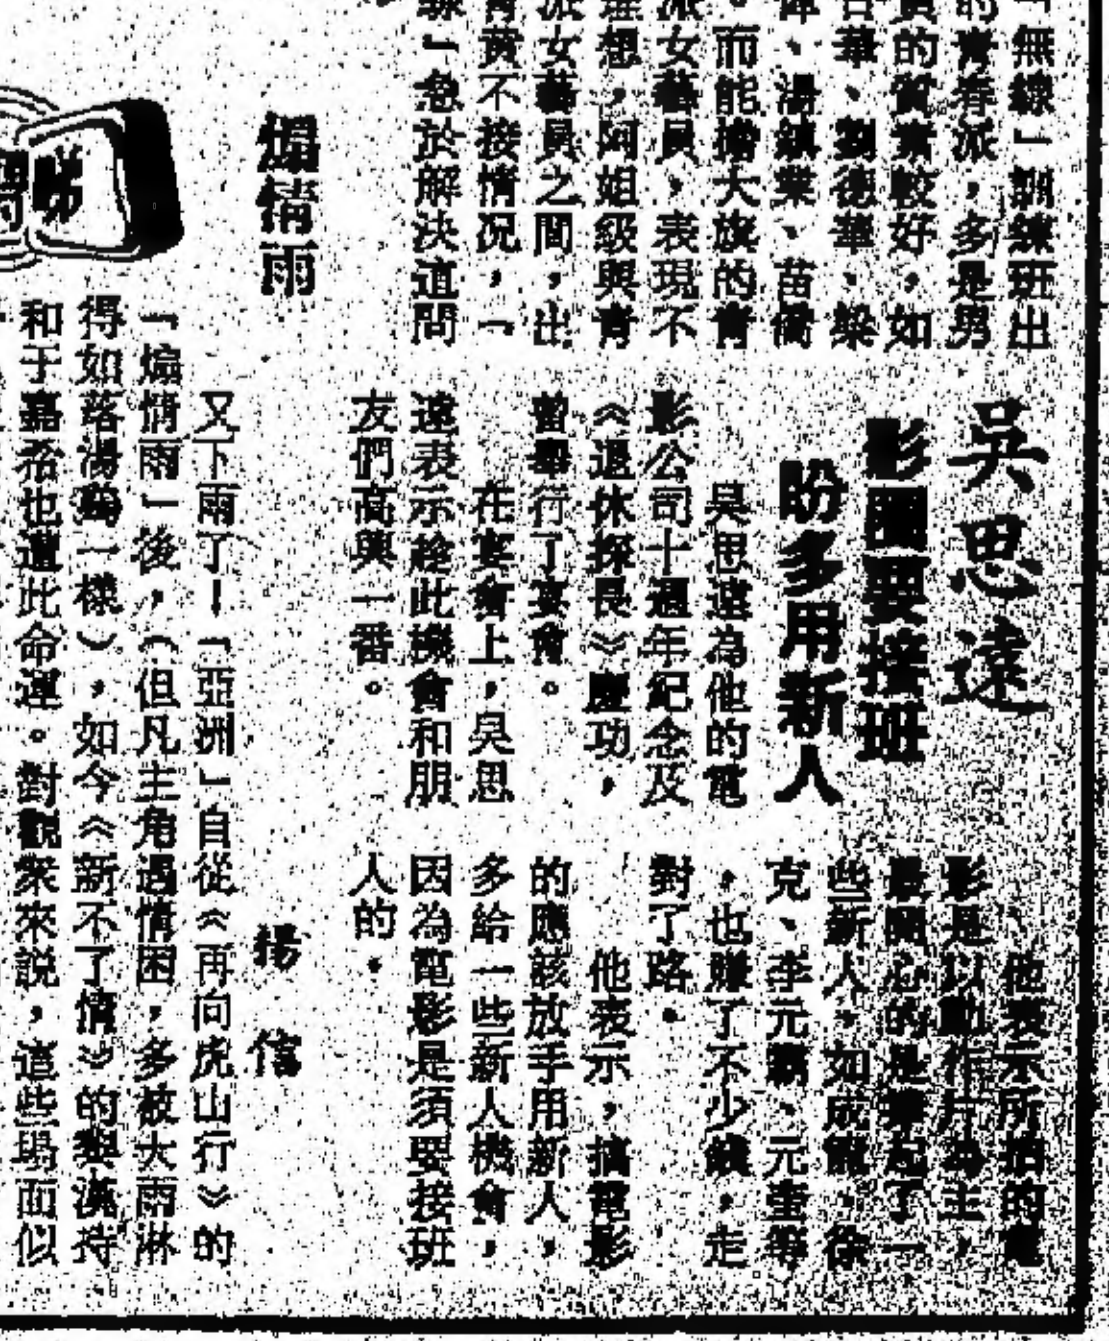 「無綫」訓練班出
的青春派，多是男
員的質素較好，如
華、劉德華、梁
偉、湯鎮業、苗僑
。而能擔大旗的青
派女藝員，表現不
理想，阿姐級與青
派女藝員之間，出
青黃不接情況，「
綫」急於解決這問
吳思遠
影圈要接班
盼多用新人
吳思遠為他的電
影公司十週年紀念及
《退休探長》慶功，
曾舉行了宴會。
在宴會上，吳思
遠表示趁此機會和朋
友們高興一番。
他表示所拍的電
影是以動作片為主，
最開心的是捧起了一
些新人，如成龍、徐
克、李元霸、元奎等
，也賺了不少錢，走
對了路。
他表示，搞電影
的應該放手用新人，
多給一些新人機會，
因為電影是須要接班
人的。
煽情雨
揚信
又下雨了！「亞洲」自從《再向虎山行》的
「煽情雨」後，（但凡主角遇情困，多被大雨淋
得如落湯鷄一樣），如今《新不了情》的樊漢持
和于嘉汶也遭此命運。對觀眾來說，這些場面似